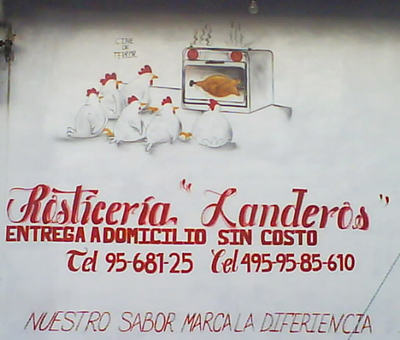 CINE
DE
TERROR
Rosticería "Landeros"
ENTREGA A DOMICILIO SIN COSTO
Tel 95-681-25 Cel 495-95-85-610
NUESTRO SABOR MARCA LA DIFERIENCIA